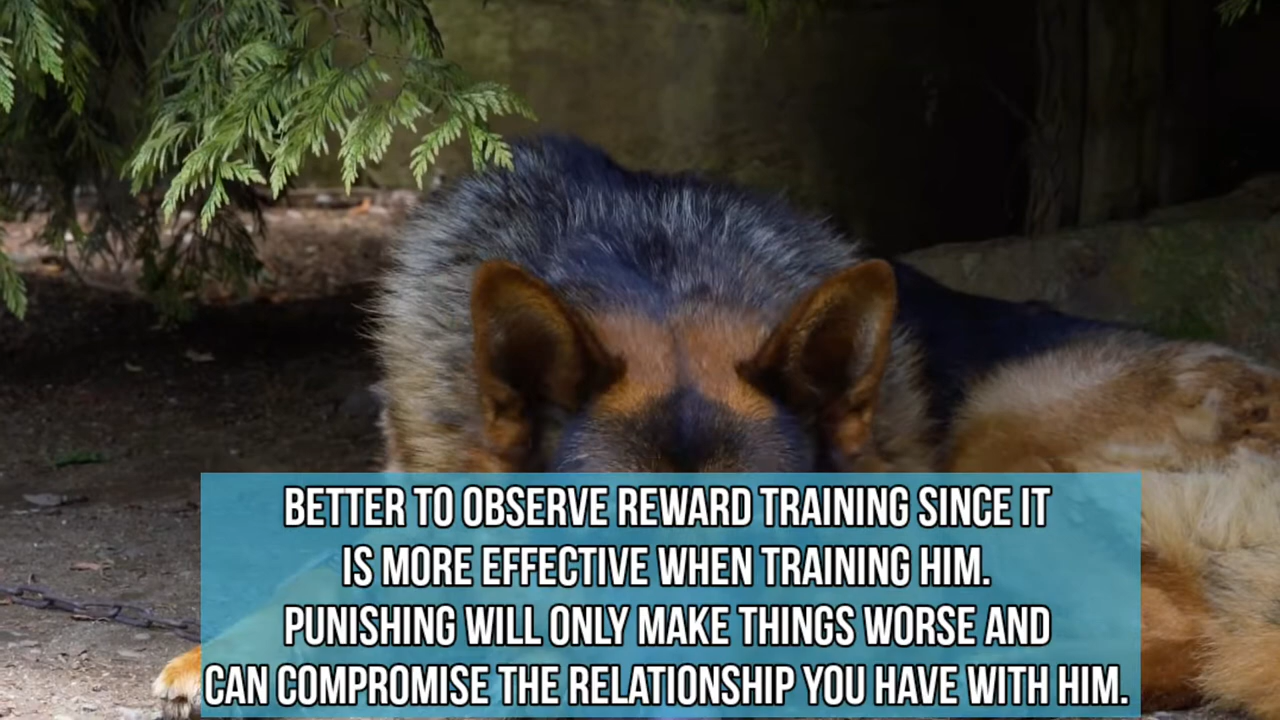 BETTER TO OBSERVE REWARD TRAINING SINCE IT
IS MORE EFFECTIVE WHEN TRAINING HIM.
PUNISHING WILL ONLY MAKE THINGS WORSE AND
CAN COMPROMISE THE RELATIONSHIP YOU HAVE WITH HIM.